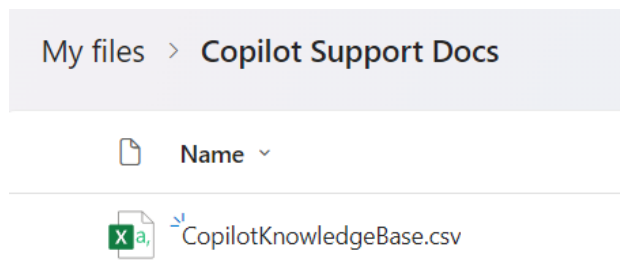 My files > Copilot Support Docs
Name
X a,
CopilotKnowledgeBase.csv